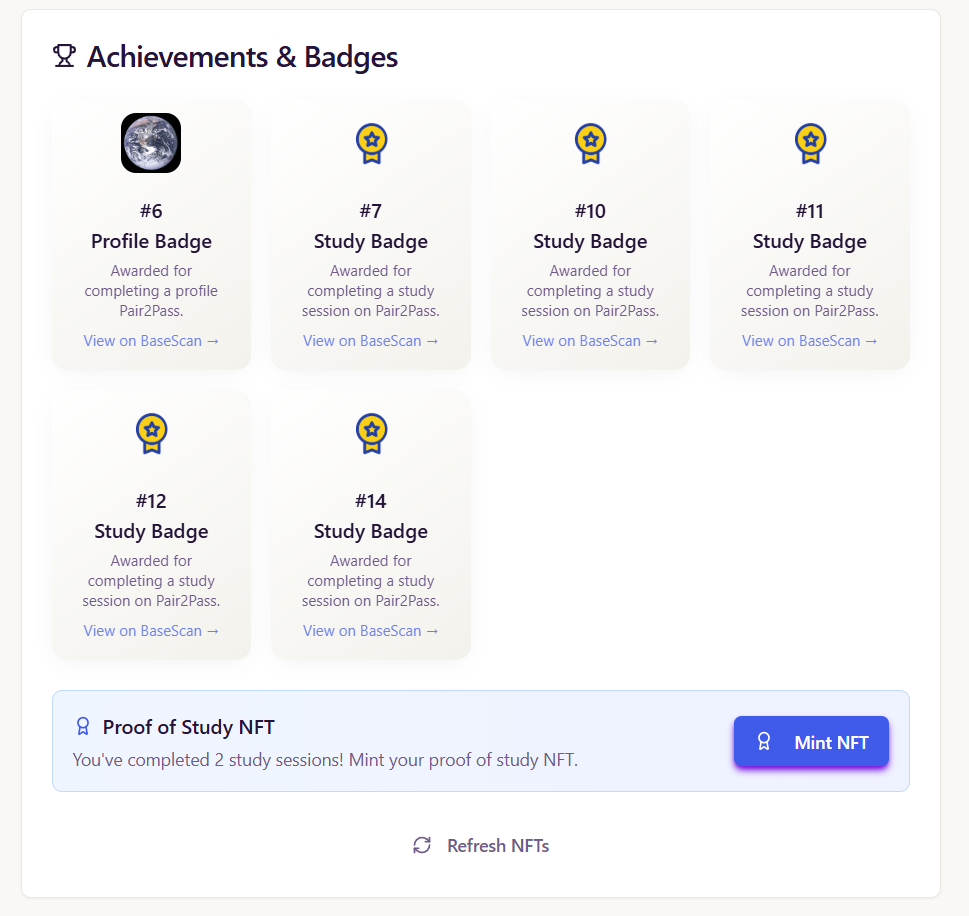 Achievements & Badges
#6
Profile Badge
Awarded for
completing a profile
Pair2Pass.
View on BaseScan →
#7
Study Badge
Awarded for
completing a study
session on Pair2Pass.
View on BaseScan →
#10
Study Badge
Awarded for
completing a study
session on Pair2Pass.
View on BaseScan →
#11
Study Badge
Awarded for
completing a study
session on Pair2Pass.
View on BaseScan →
#12
Study Badge
Awarded for
completing a study
session on Pair2Pass.
View on BaseScan →
#14
Study Badge
Awarded for
completing a study
session on Pair2Pass.
View on BaseScan →
Proof of Study NFT
You've completed 2 study sessions! Mint your proof of study NFT.
Mint NFT
Refresh NFTs